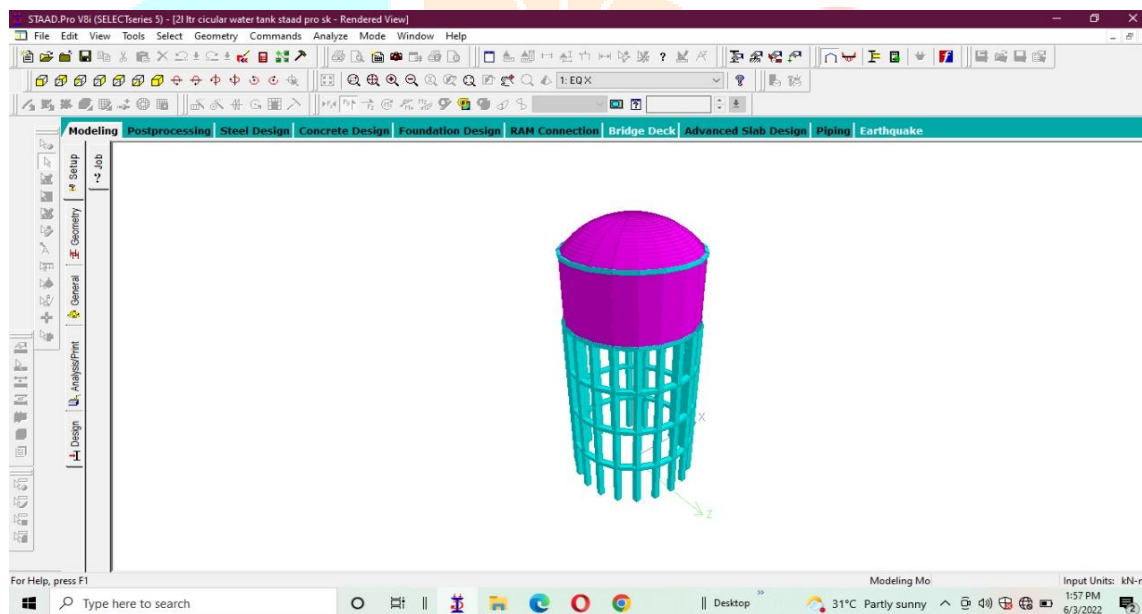 STAAD.Pro V8i (SELECTseries 5) - [2l ltr cicular water tank staad pro sk - Rendered View]
File Edit View Tools Select Geometry Commands Analyze Mode Window Help
1: EQ X
Modeling Postprocessing Steel Design Concrete Design Foundation Design RAM Connection Bridge Deck Advanced Slab Design Piping Earthquake
Setup
Job
Geometry
General
Analysis/Print
Design
X
Z
For Help, press F1
Modeling Mo
Input Units: kN-r
Type here to search
Desktop
31°C Partly sunny
1:57 PM
6/3/2022